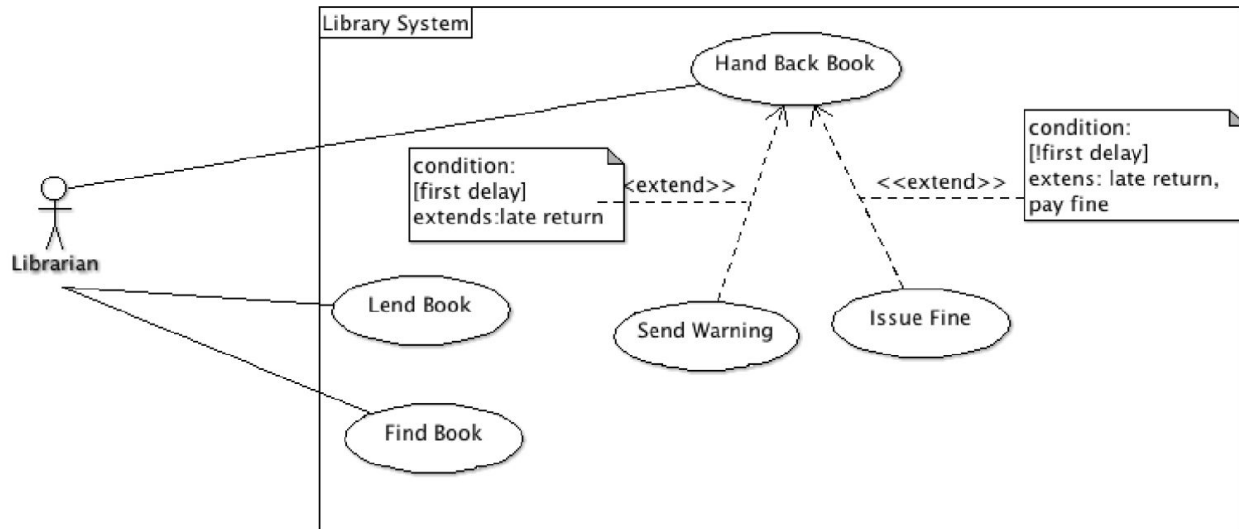 Library System
Hand Back Book
condition:
[!first delay]
extens: late return,
pay fine
condition:
[first delay]
extends:late return
<<extend>>
<<extend>>
Librarian
Lend Book
Send Warning
Issue Fine
Find Book